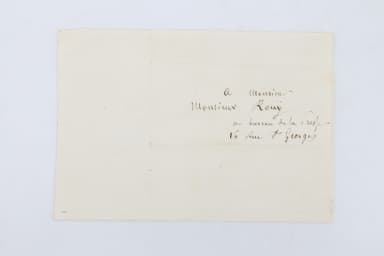 A Monsieur
Monsieur Rouy
au bureau de la
16 rue St Georges